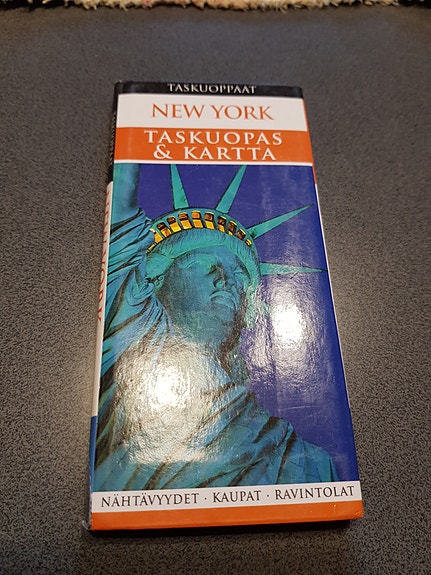 TASKUOPPAAT
NEW YORK
TASKUOPAS
& KARTTA
NÄHTÄVYYDET · KAUPAT · RAVINTOLAT